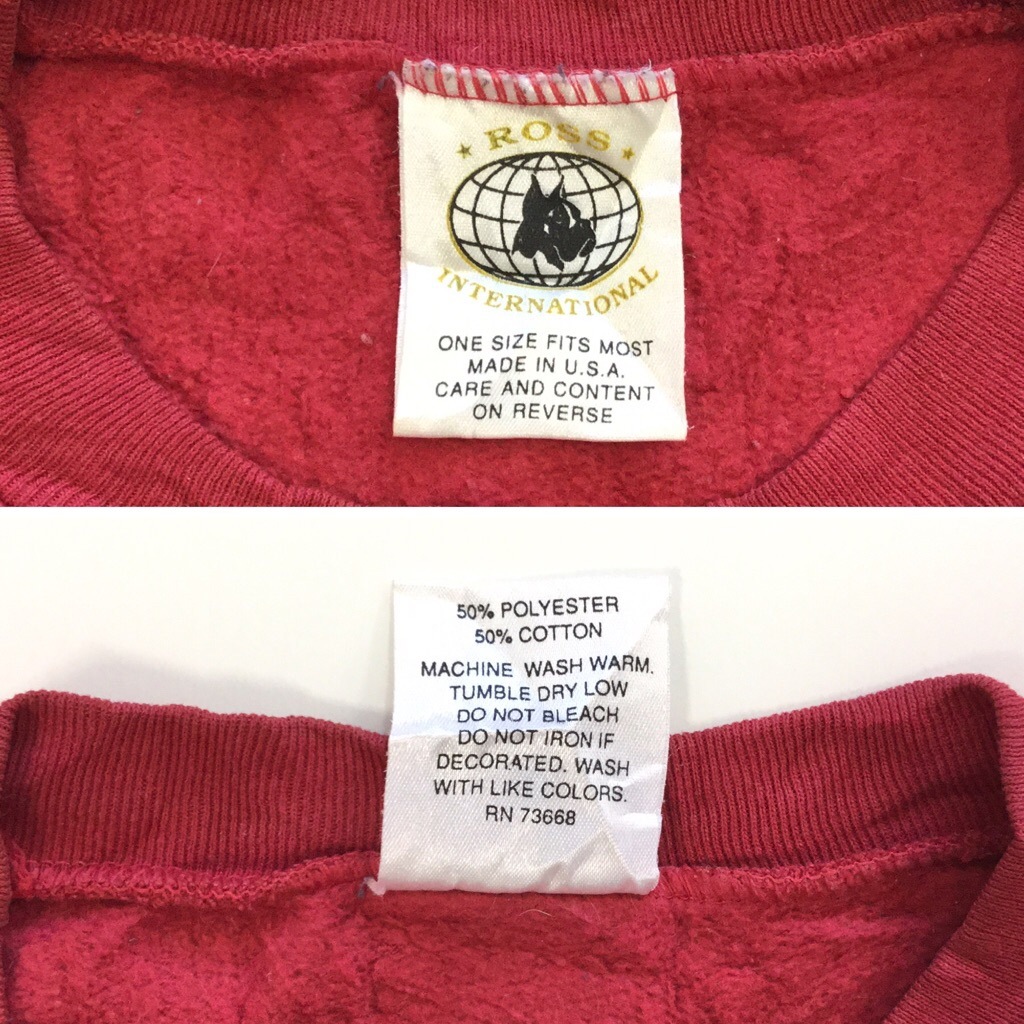 ROSS
INTERNATIONAL
ONE SIZE FITS MOST
MADE IN U.S.A.
CARE AND CONTENT
ON REVERSE
50% POLYESTER
50% COTTON
MACHINE WASH WARM.
TUMBLE DRY LOW
DO NOT BLEACH
DO NOT IRON IF
DECORATED. WASH
WITH LIKE COLORS.
RN 73668